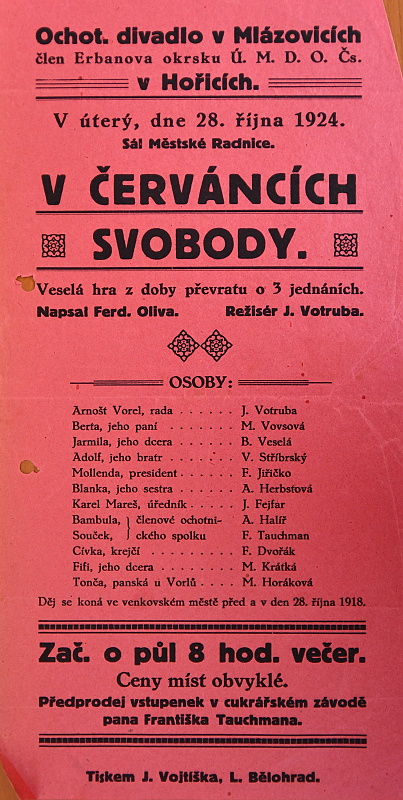 Ochot. divadlo v Mlázovicích
člen Erbanova okrsku Ú. M. D. O. Čs.
v Hořicích.
V úterý, dne 28. října 1924.
Sál Městské Radnice.
V ČERVÁNCÍCH
SVOBODY.
Veselá hra z doby převratu o 3 jednáních.
Napsal Ferd. Oliva. Režisér J. Votruba.
OSOBY:
Arnošt Vorel, rada . . . . . . J. Votruba
Berta, jeho paní . . . . . . . M. Vovsová
Jarmila, jeho dcera . . . . . . B. Veselá
Adolf, jeho bratr . . . . . . . V. Stříbrský
Mollenda, president . . . . . . F. Jiřičko
Blanka, jeho sestra . . . . . . A. Herbstová
Karel Mareš, úředník . . . . . J. Fejfar
Bambula, } členové ochotni- A. Halíř
Souček, } ckého spolku F. Tauchman
Cívka, krejčí . . . . . . . . F. Dvořák
Fifi, jeho dcera . . . . . . . M. Krátká
Tonča, panská u Vorlů . . . . M. Horáková
Děj se koná ve venkovském městě před a v den 28. října 1918.
Zač. o půl 8 hod. večer.
Ceny míst obvyklé.
Předprodej vstupenek v cukrářském závodě
pana Františka Tauchmana.
Tiskem J. Vojtíška, L. Bělohrad.